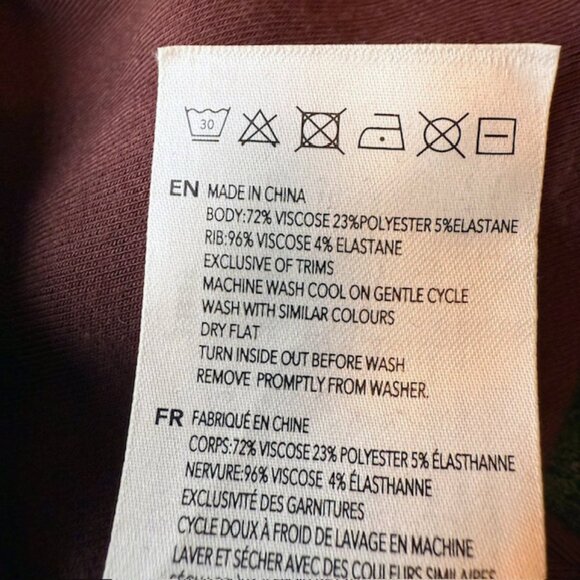 30
EN MADE IN CHINA
BODY:72% VISCOSE 23%POLYESTER 5%ELASTANE
RIB:96% VISCOSE 4% ELASTANE
EXCLUSIVE OF TRIMS
MACHINE WASH COOL ON GENTLE CYCLE
WASH WITH SIMILAR COLOURS
DRY FLAT
TURN INSIDE OUT BEFORE WASH
REMOVE PROMPTLY FROM WASHER.
FR FABRIQUÉ EN CHINE
CORPS:72% VISCOSE 23% POLYESTER 5% ÉLASTHANNE
NERVURE:96% VISCOSE 4% ÉLASTHANNE
EXCLUSIVITÉ DES GARNITURES
CYCLE DOUX À FROID DE LAVAGE EN MACHINE
LAVER ET SÉCHER AVEC DES COULEURS SIMILAIRES